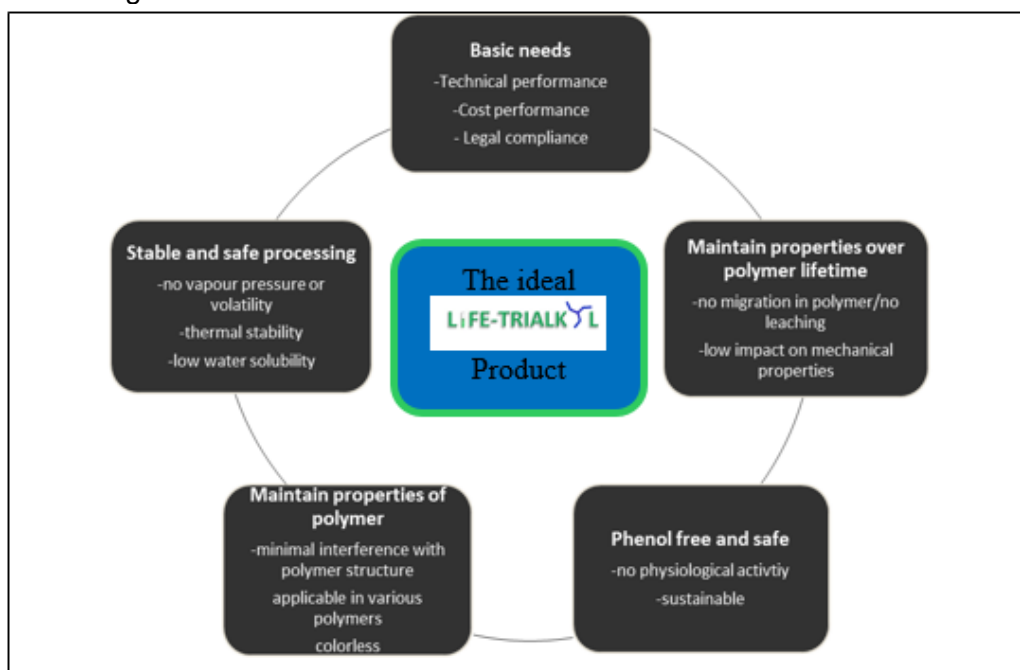 Basic needs
-Technical performance
-Cost performance
- Legal compliance
Stable and safe processing
-no vapour pressure or
volatility
-thermal stability
-low water solubility
The ideal
LIFE-TRIALKYL
Product
Maintain properties over
polymer lifetime
-no migration in polymer/no
leaching
-low impact on mechanical
properties
Maintain properties of
polymer
-minimal interference with
polymer structure
applicable in various
polymers
colorless
Phenol free and safe
-no physiological activtiy
-sustainable